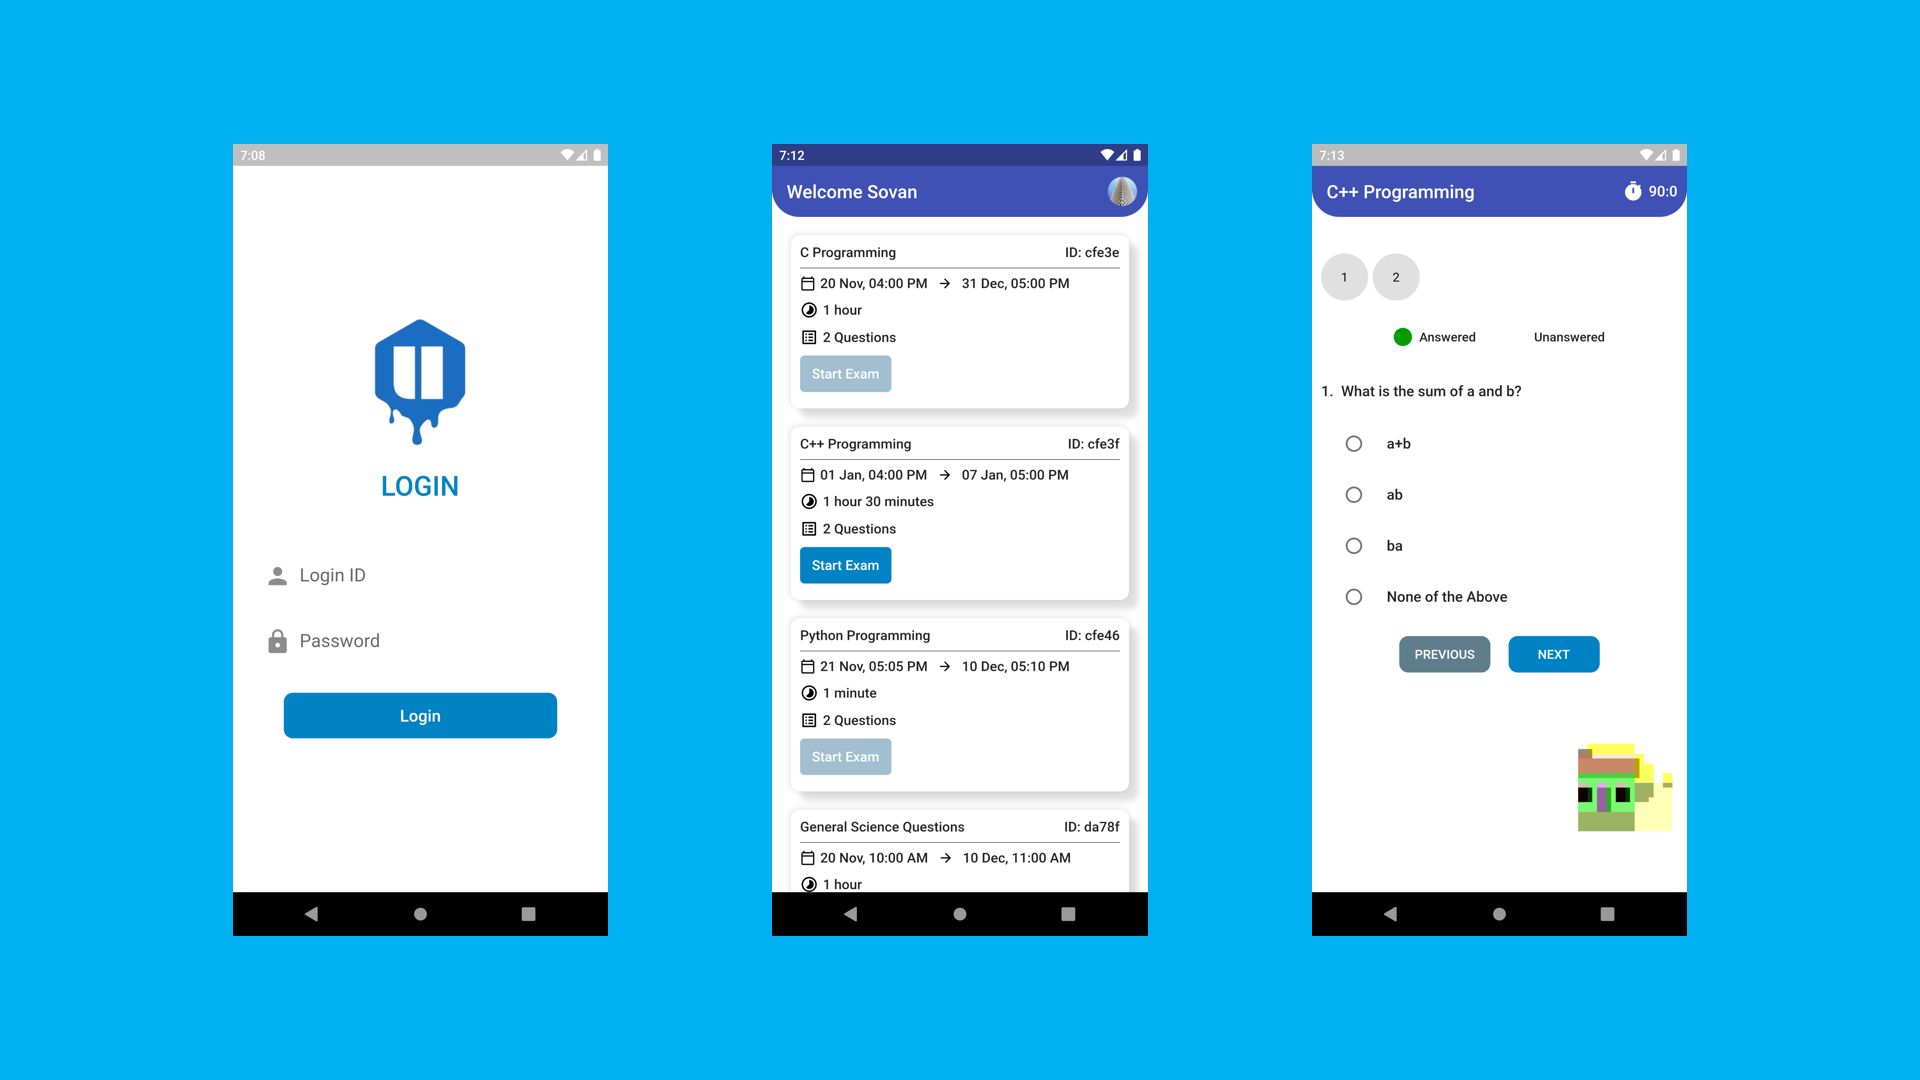 7:08
LOGIN
Login ID
Password
Login
7:12
Welcome Sovan
C Programming ID: cfe3e
20 Nov, 04:00 PM → 31 Dec, 05:00 PM
1 hour
2 Questions
Start Exam
C++ Programming ID: cfe3f
01 Jan, 04:00 PM → 07 Jan, 05:00 PM
1 hour 30 minutes
2 Questions
Start Exam
Python Programming ID: cfe46
21 Nov, 05:05 PM → 10 Dec, 05:10 PM
1 minute
2 Questions
Start Exam
General Science Questions ID: da78f
20 Nov, 10:00 AM → 10 Dec, 11:00 AM
1 hour
7:13
C++ Programming 90:0
1 2
Answered Unanswered
1. What is the sum of a and b?
a+b
ab
ba
None of the Above
PREVIOUS NEXT